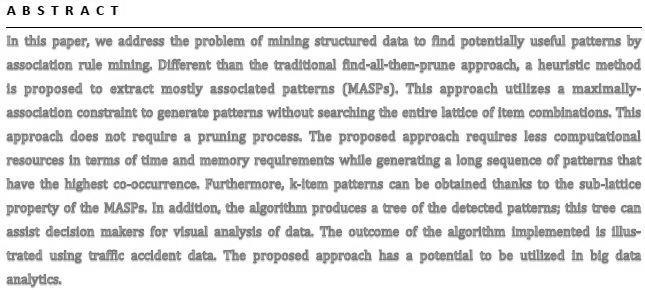 ABSTRACT
In this paper, we address the problem of mining structured data to find potentially useful patterns by
association rule mining. Different than the traditional find-all-then-prune approach, a heuristic method
is proposed to extract mostly associated patterns (MASPs). This approach utilizes a maximally-
association constraint to generate patterns without searching the entire lattice of item combinations. This
approach does not require a pruning process. The proposed approach requires less computational
resources in terms of time and memory requirements while generating a long sequence of patterns that
have the highest co-occurrence. Furthermore, k-item patterns can be obtained thanks to the sub-lattice
property of the MASPs. In addition, the algorithm produces a tree of the detected patterns; this tree can
assist decision makers for visual analysis of data. The outcome of the algorithm implemented is illus-
trated using traffic accident data. The proposed approach has a potential to be utilized in big data
analytics.